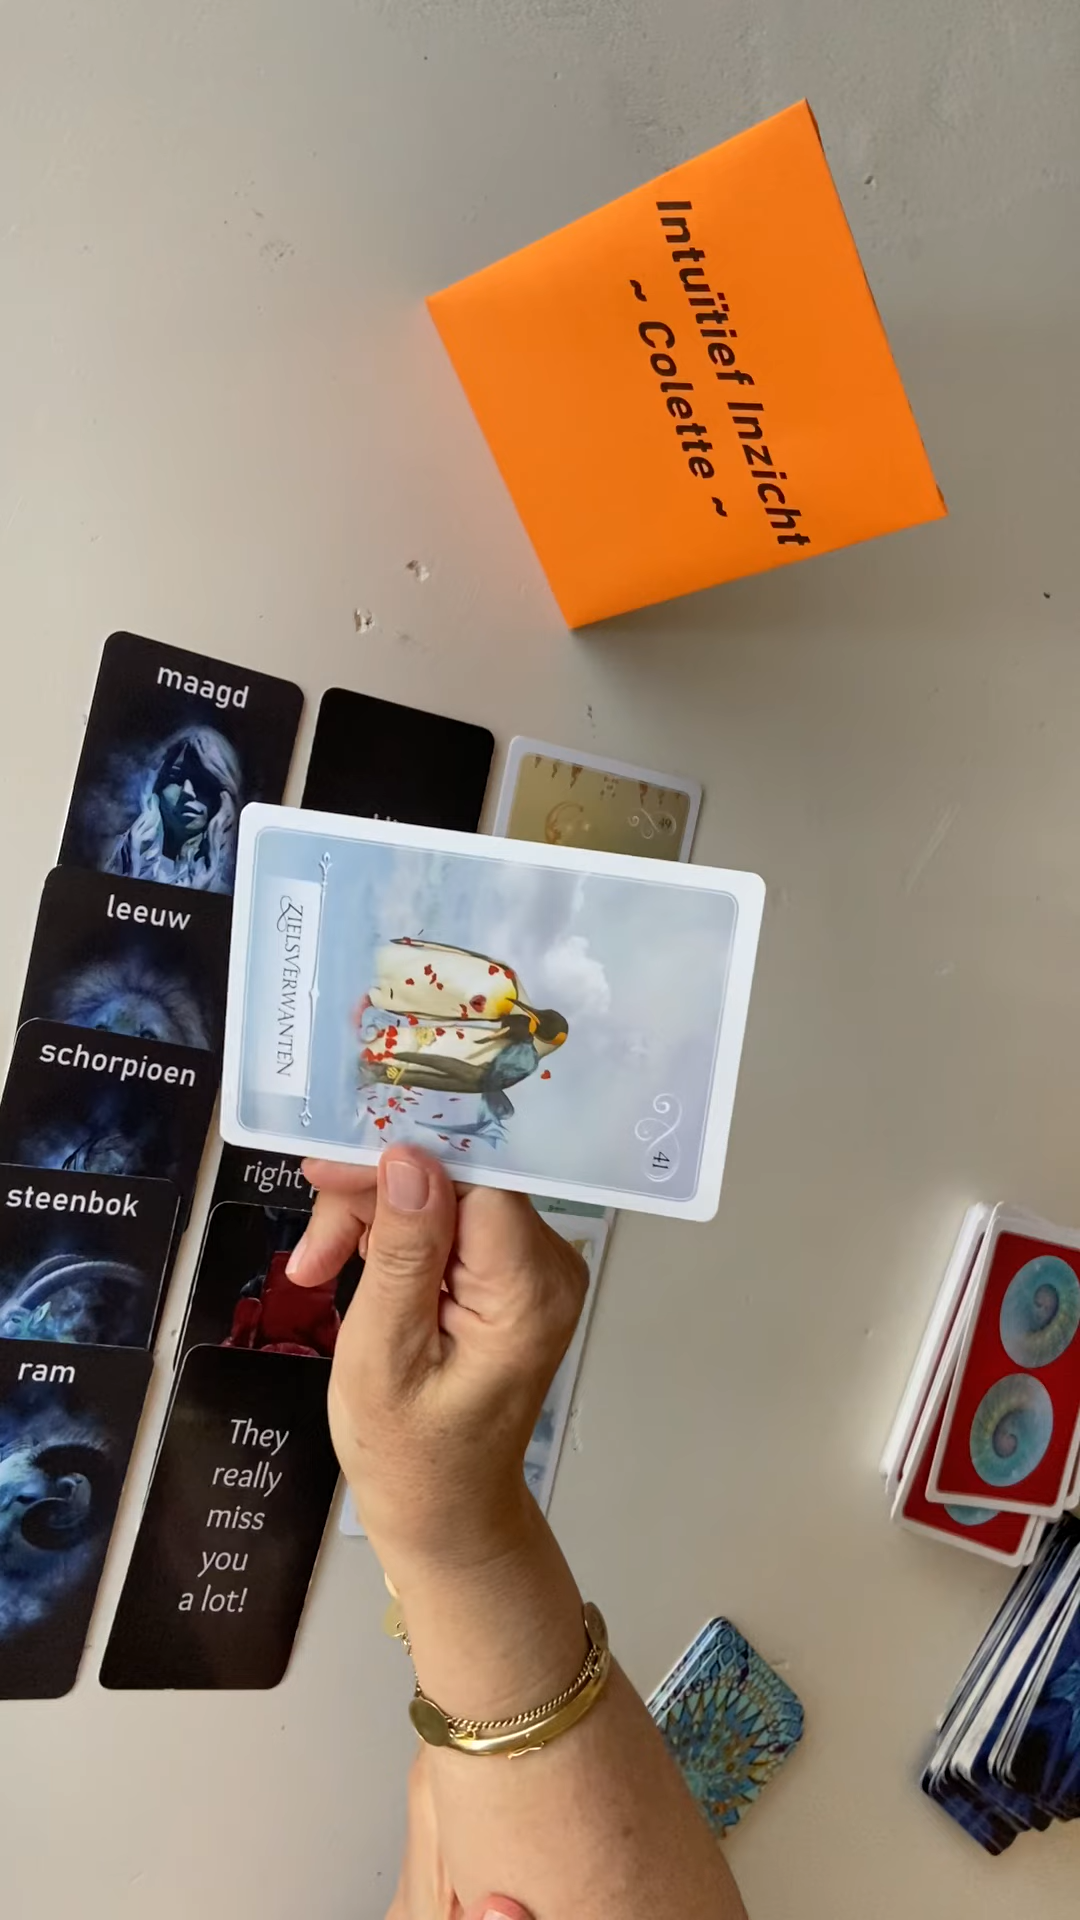 Intuïtief Inzicht
~ Colette ~
maagd
49
leeuw
ZIELSVERWANTEN
41
schorpioen
right
steenbok
ram
They
really
miss
you
a lot!